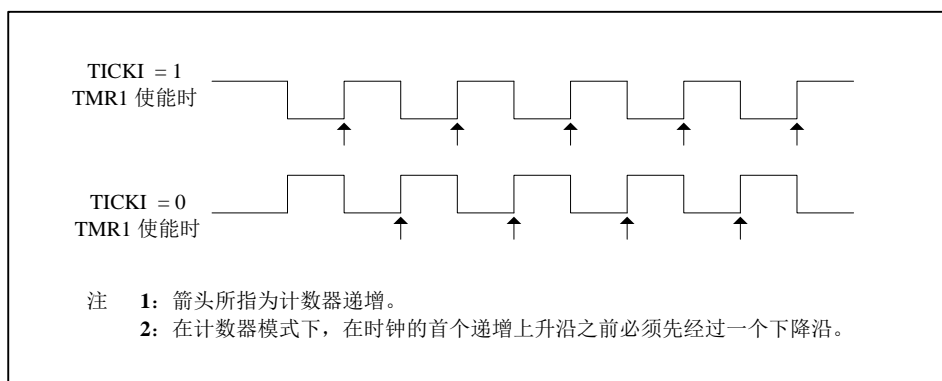 TICKI = 1
TMR1 使能时
TICKI = 0
TMR1 使能时
注 1：箭头所指为计数器递增。
2：在计数器模式下，在时钟的首个递增上升沿之前必须先经过一个下降沿。